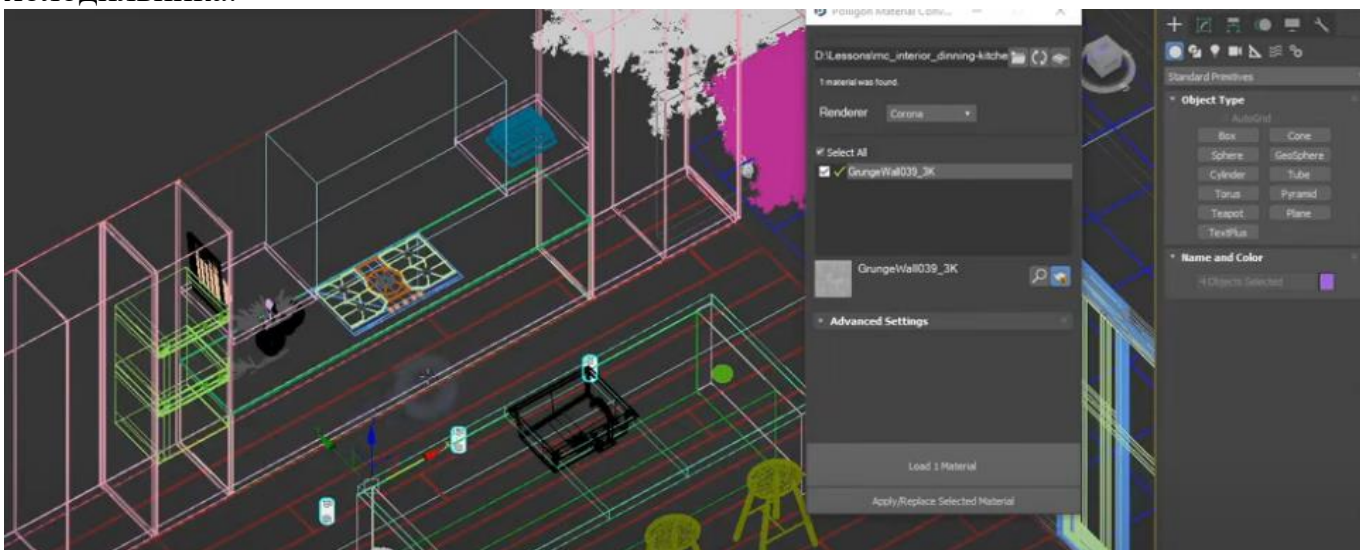 Poliigon Material Conv...
D:\Lessons\mc_interior_dinning-kitche
1 material was found.
Renderer Corona
Select All
GrungeWall039_3K
GrungeWall039_3K
Advanced Settings
Load 1 Material
Apply/Replace Selected Material
Standard Primitives
Object Type
AutoGrid
Box Cone
Sphere GeoSphere
Cylinder Tube
Torus Pyramid
Teapot Plane
TextPlus
Name and Color
4 Objects Selected